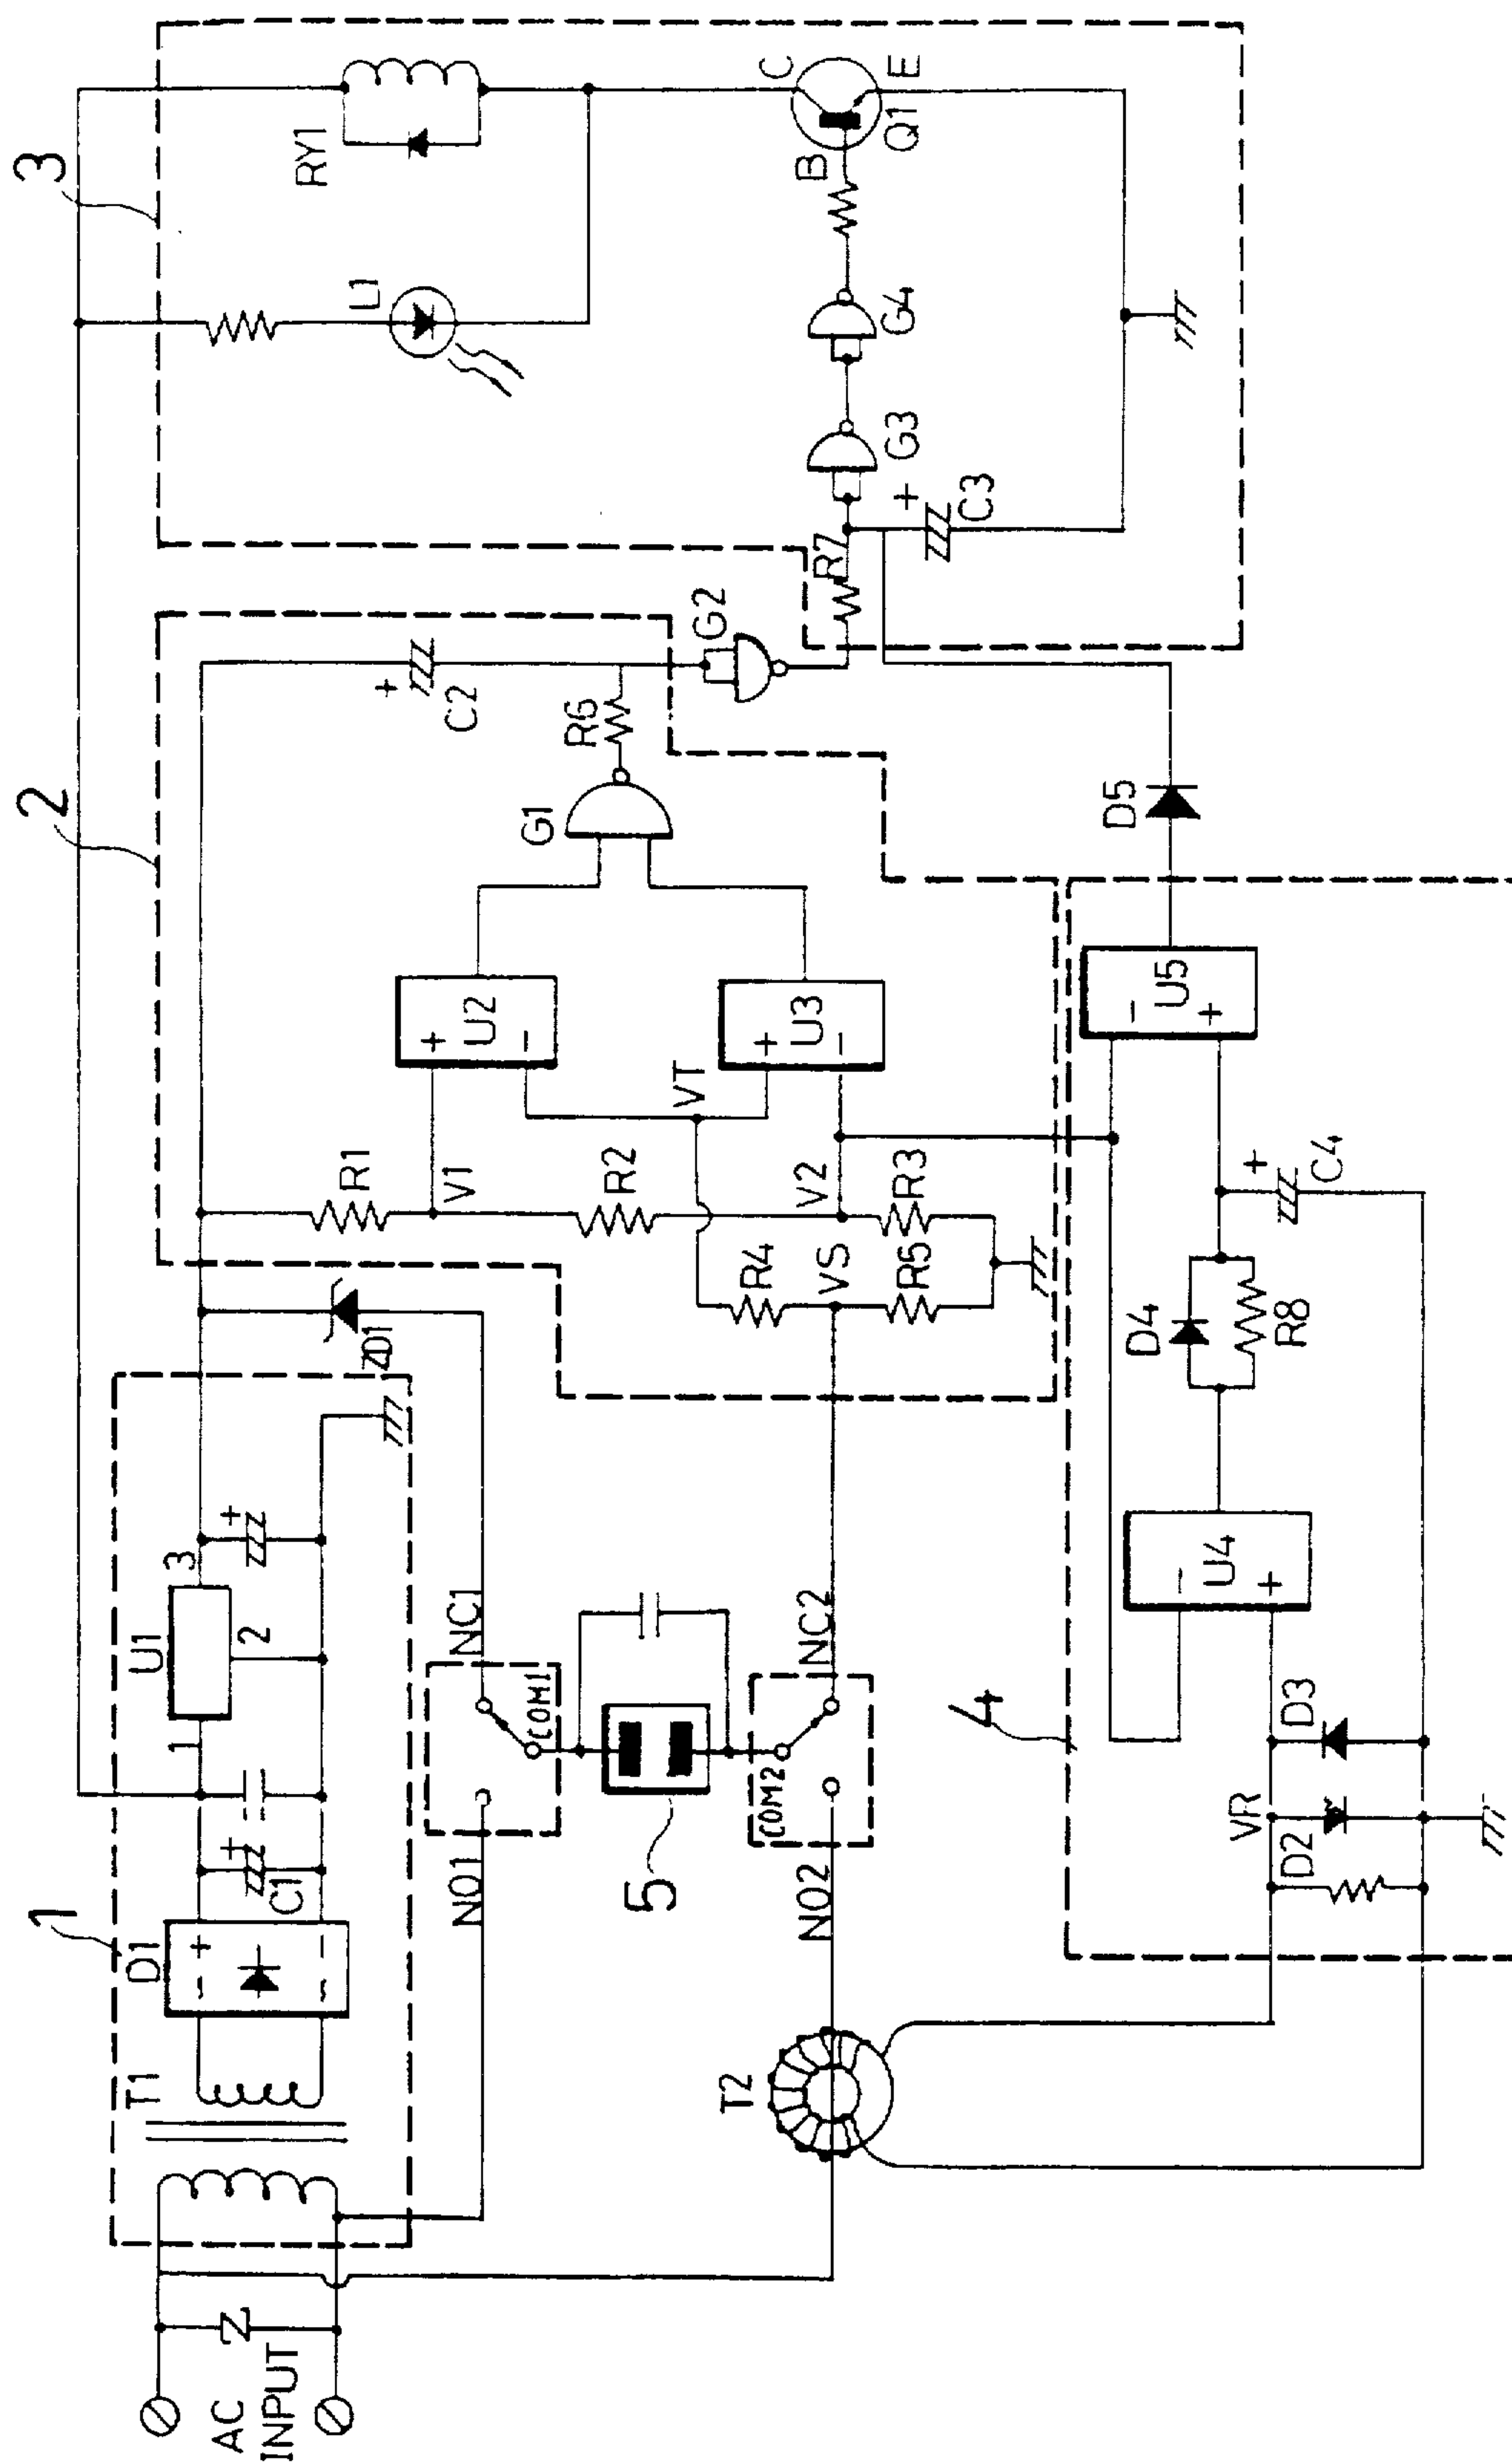 3
RY1
L1
C
B
E
Q1
G4
G3
+
C3
R7
2
+
C2
G2
R6
G1
D5
+
U2
-
+
U3
-
VT
-
U5
+
R1
V1
R2
V2
R3
R4
VS
R5
+
C4
D4
R8
ZD1
1
U1
1
2
3
+
+
C1
D1
~ +
~ -
T1
NC1
COM1
NO1
5
NC2
COM2
NO2
T2
4
-
U4
+
D3
VR
D2
AC
INPUT
Z